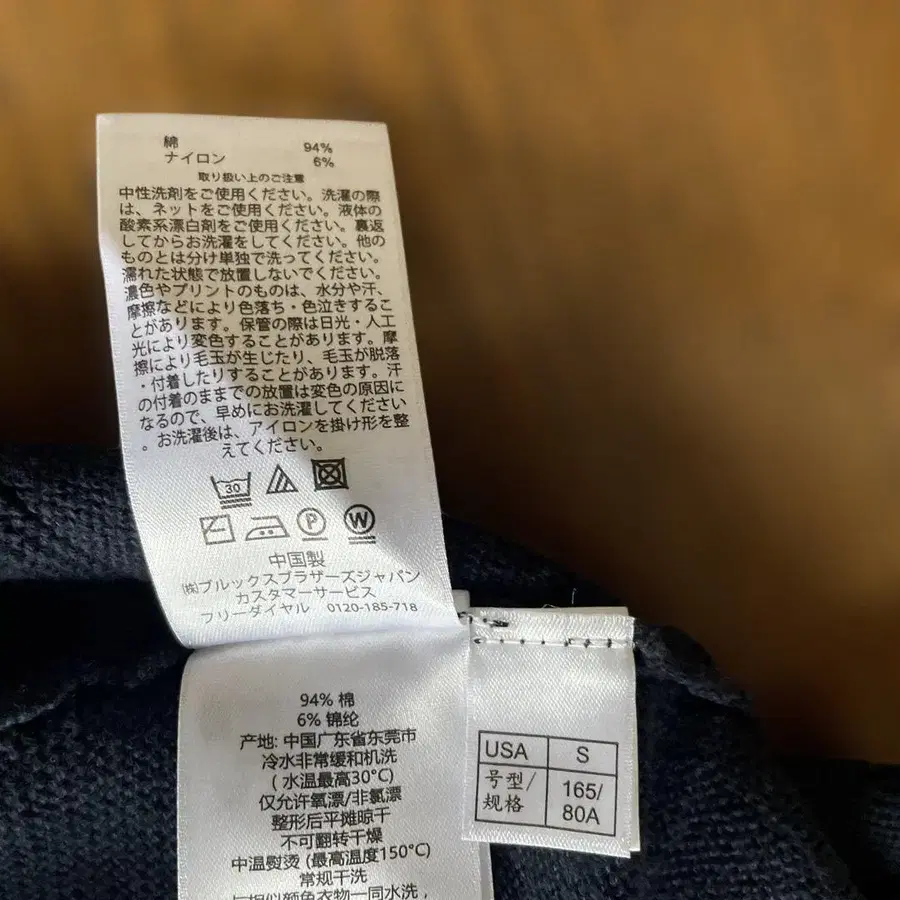 綿 94%
ナイロン 6%
取り扱い上のご注意
中性洗剤をご使用ください。洗濯の際
は、ネットをご使用ください。液体の
酸素系漂白剤をご使用ください。裏返
してからお洗濯をしてください。他の
ものとは分け単独で洗ってください。
濡れた状態で放置しないでください。
濃色やプリントのものは、水分や汗、
摩擦などにより色落ち・色泣きするこ
とがあります。保管の際は日光・人工
光により変色することがあります。摩
擦により毛玉が生じたり、毛玉が脱落
・付着したりすることがあります。汗
の付着のままでの放置は変色の原因に
なるので、早めにお洗濯してください
。お洗濯後は、アイロンを掛け形を整
えてください。
30
P W
中国製
㈱ブルックスブラザーズジャパン
カスタマーサービス
フリーダイヤル 0120-185-718
94% 棉
6% 锦纶
产地: 中国广东省东莞市
冷水非常缓和机洗
( 水温最高30°C)
仅允许氧漂/非氯漂
整形后平摊晾干
不可翻转干燥
中温熨烫 (最高温度150°C)
常规干洗
与相似颜色衣物一同水洗，
USA S
号型/ 165/
规格 80A